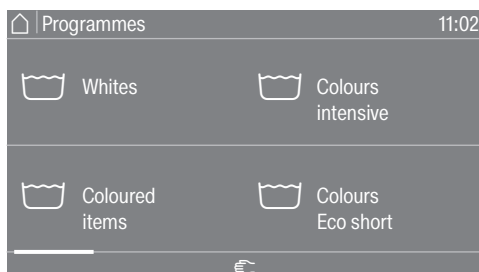 Programmes 11:02
Whites
Colours
intensive
Coloured
items
Colours
Eco short